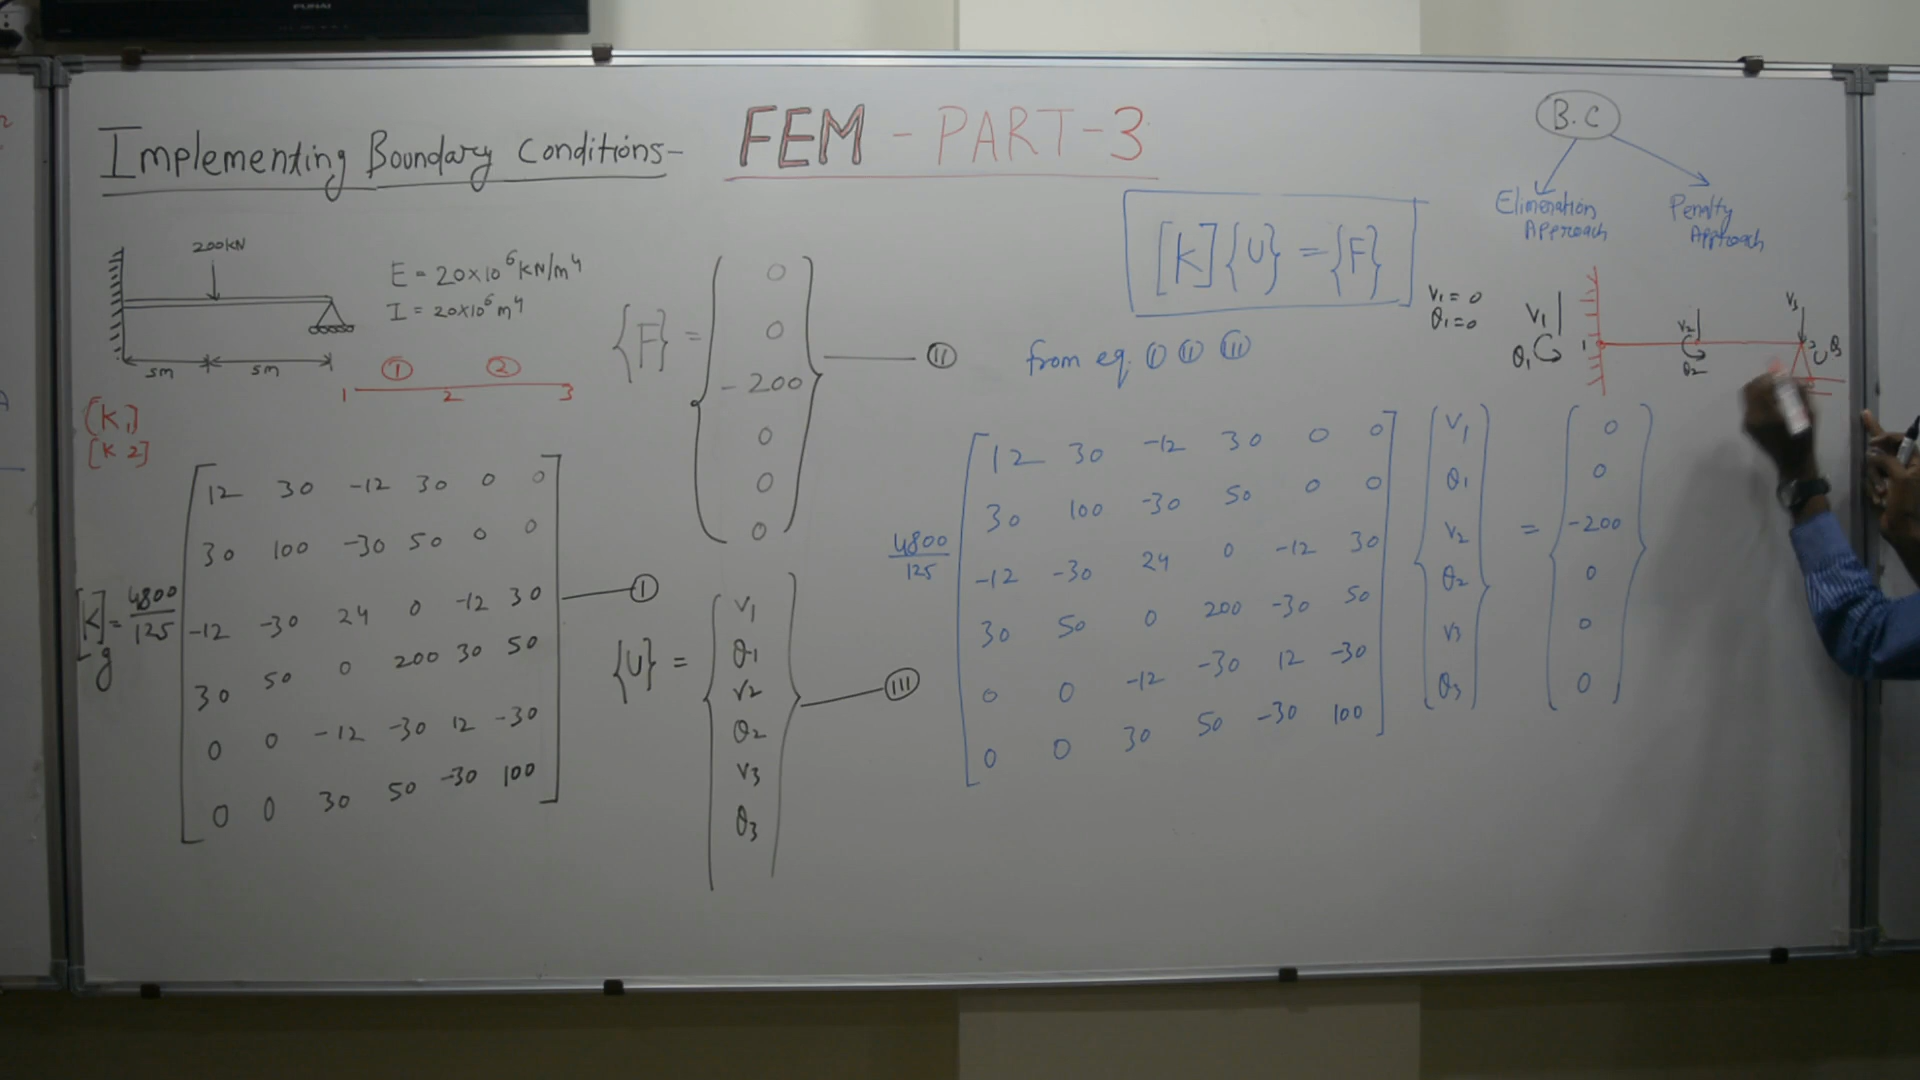 FUNAI
Implementing Boundary Conditions-
FEM - PART-3
B.C
Elimenation Approach
Penalty Approach
200KN
5m 5m
E = 20x10⁶ KN/m⁴
I = 20x10⁶ m⁴
① ②
1 2 3
[K1]
[K2]
[K]g = 4800/125
12 30 -12 30 0 0
30 100 -30 50 0 0
-12 -30 24 0 -12 30
30 50 0 200 30 50
0 0 -12 -30 12 -30
0 0 30 50 -30 100
I
{F} =
0
0
-200
0
0
0
II
{U} =
V1
θ1
V2
θ2
V3
θ3
III
[K]{U} = {F}
from eq. I II III
V1 = 0
θ1 = 0
V1
θ1
1
V2
θ2
V3
3
θ3
4800/125
12 30 -12 30 0 0
30 100 -30 50 0 0
-12 -30 24 0 -12 30
30 50 0 200 -30 50
0 0 -12 -30 12 -30
0 0 30 50 -30 100
V1
θ1
V2
θ2
V3
θ3
=
0
0
-200
0
0
0